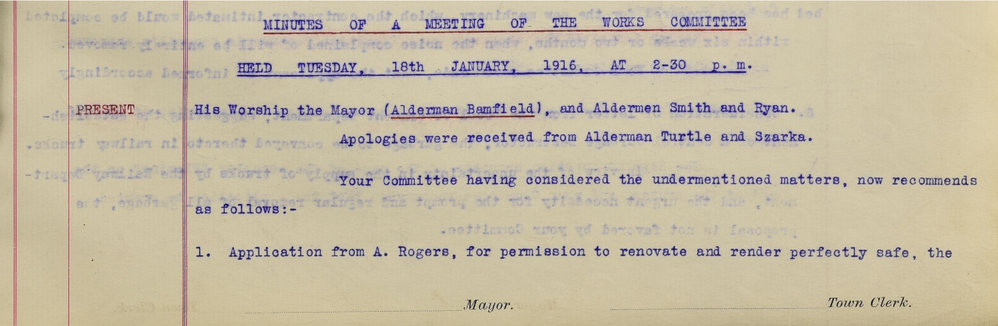 MINUTES OF A MEETING OF THE WORKS COMMITTEE
HELD TUESDAY, 18th JANUARY, 1916, AT 2-30 p. m.
PRESENT His Worship the Mayor (Alderman Bamfield), and Aldermen Smith and Ryan.
Apologies were received from Alderman Turtle and Szarka.
Your Committee having considered the undermentioned matters, now recommends
as follows:-
1. Application from A. Rogers, for permission to renovate and render perfectly safe, the
Mayor. Town Clerk.